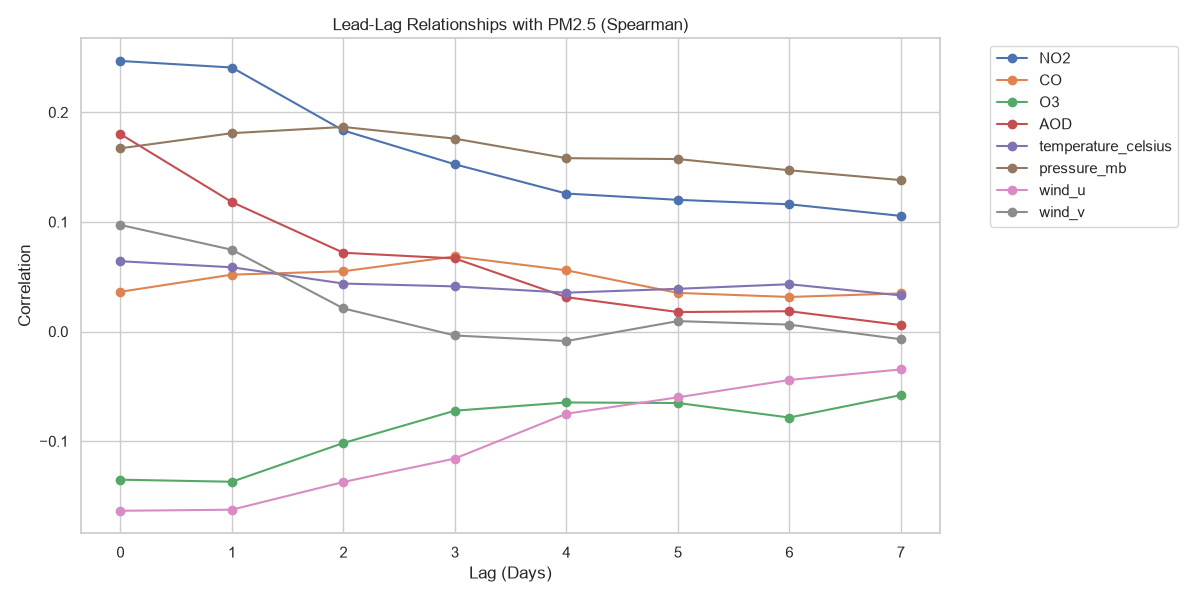 Lead-Lag Relationships with PM2.5 (Spearman)
NO2
CO
O3
AOD
temperature_celsius
pressure_mb
wind_u
wind_v
Correlation
0.2
0.1
0.0
−0.1
0 1 2 3 4 5 6 7
Lag (Days)